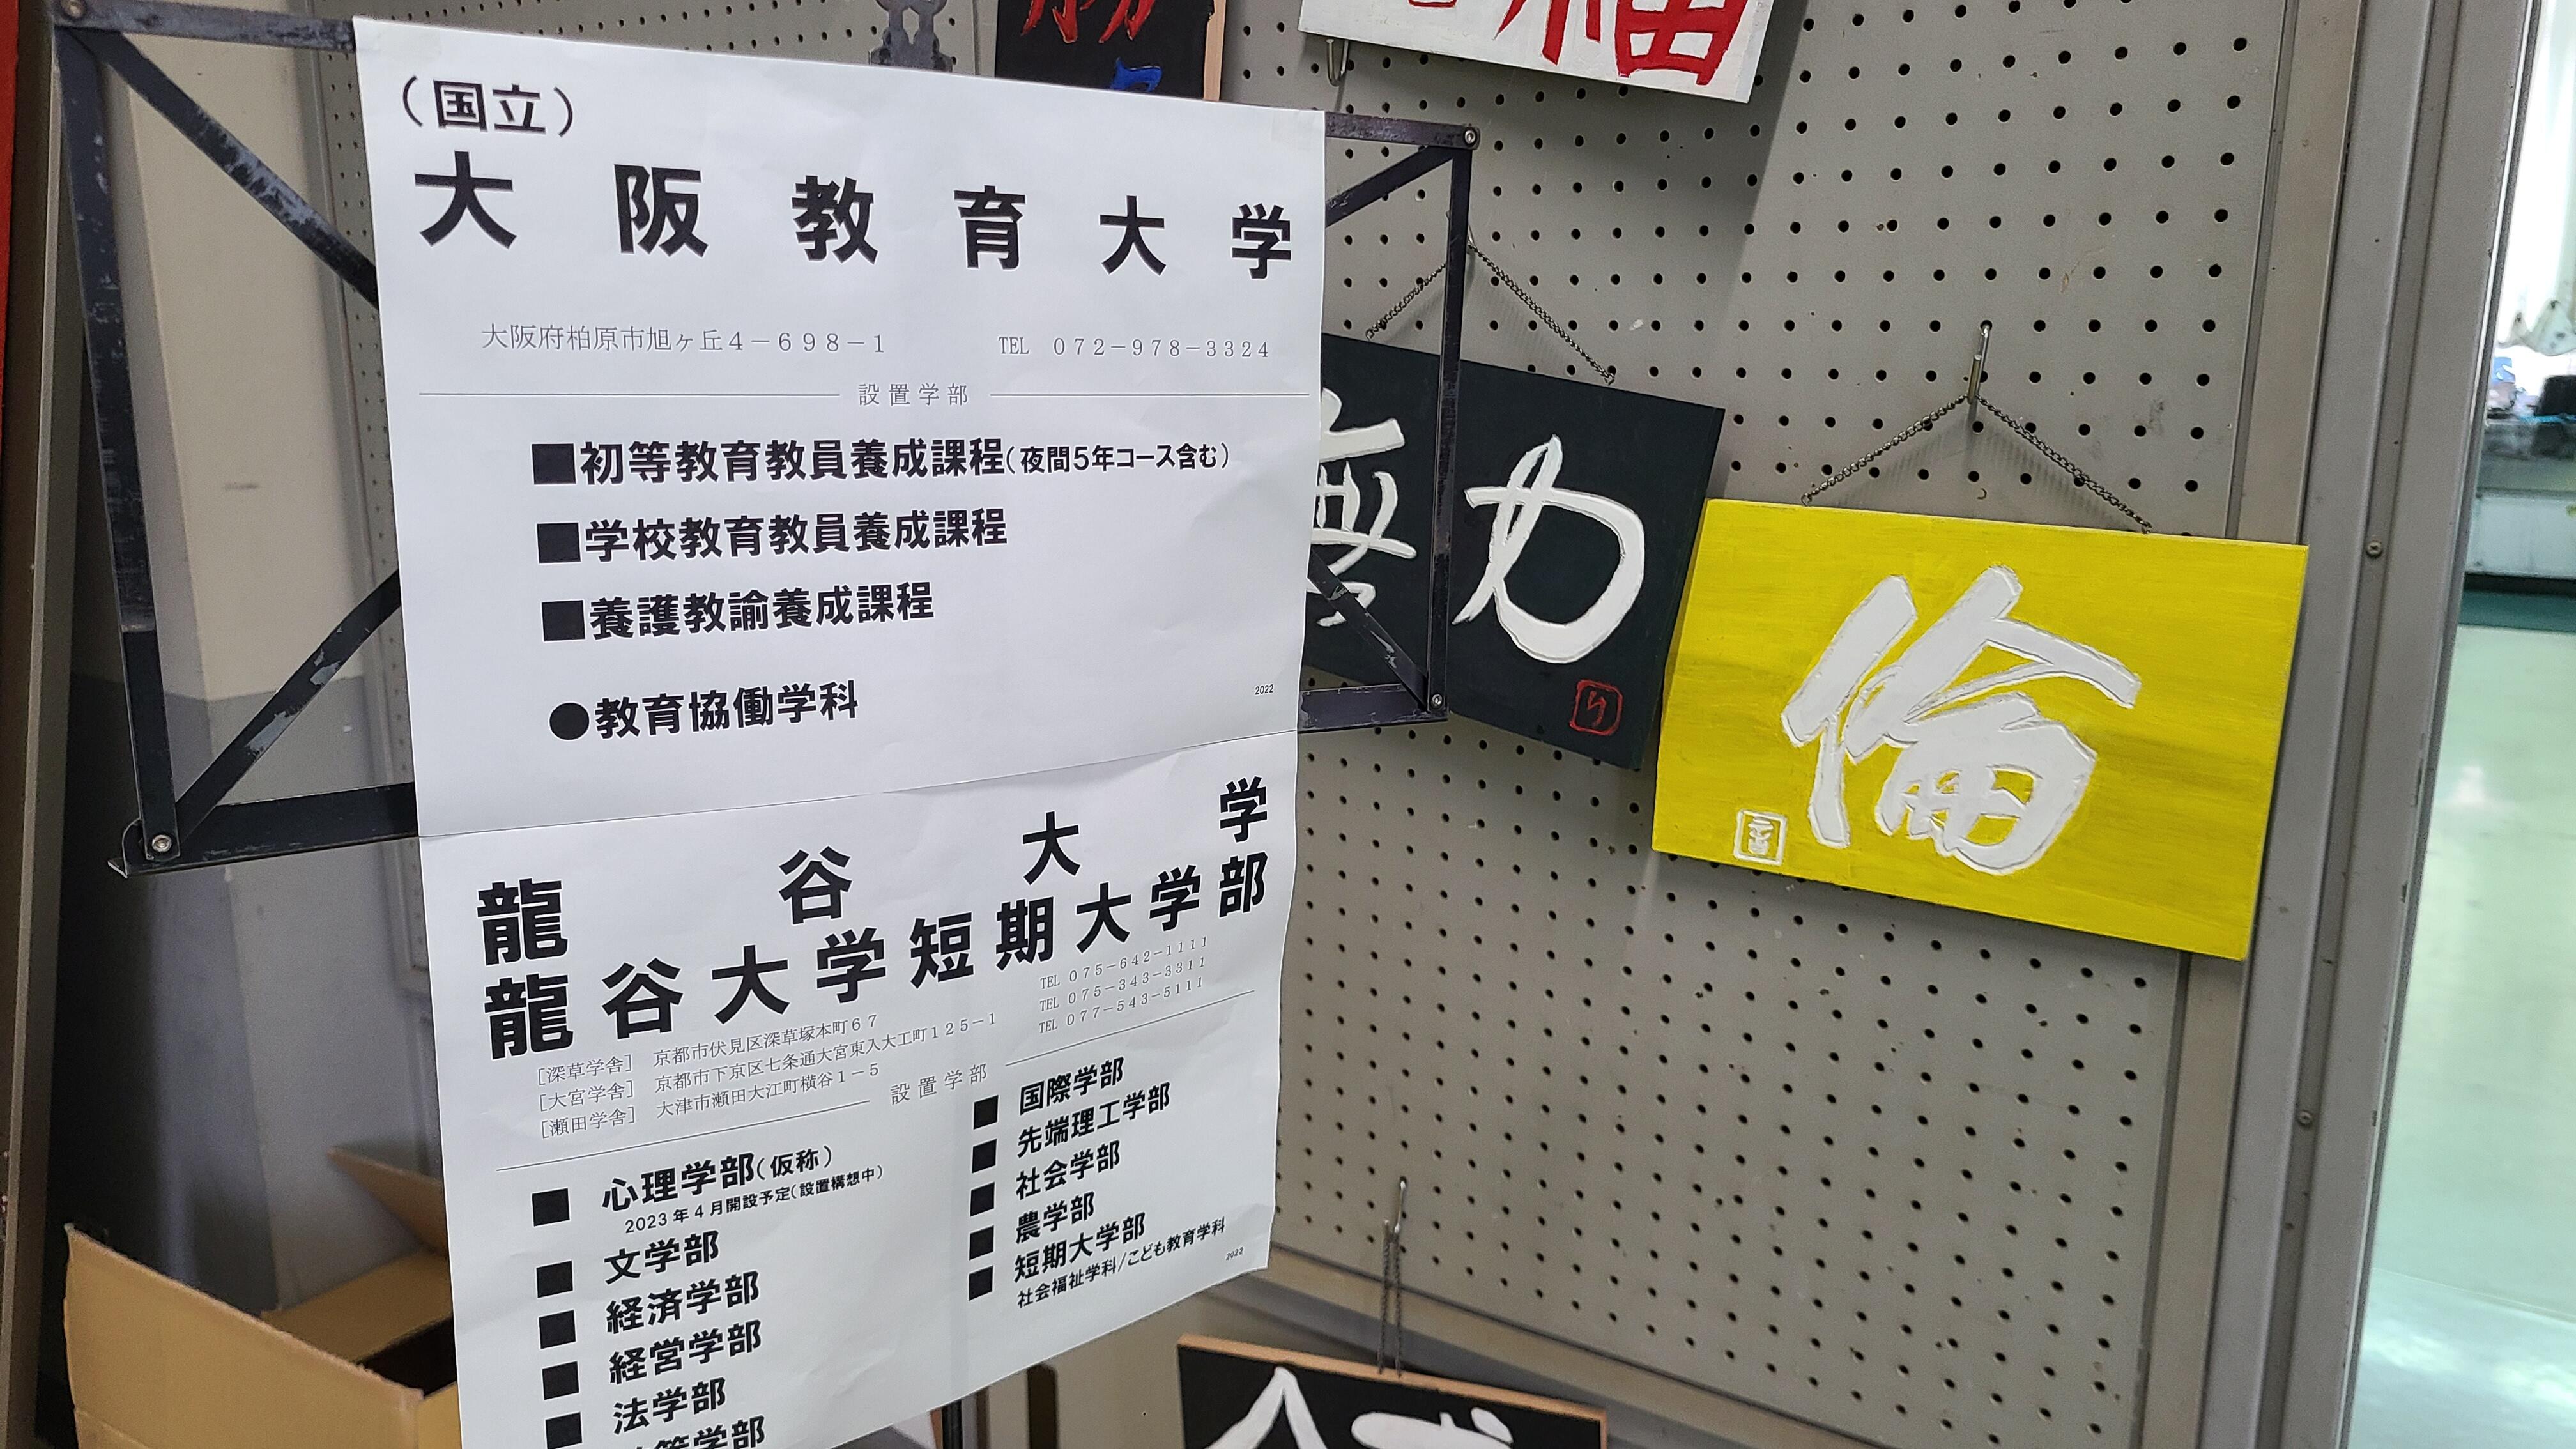 （国立）
大阪教育大学
大阪府柏原市旭ヶ丘４－６９８－１
TEL ０７２－９７８－３３２４
設置学部
■初等教育教員養成課程（夜間5年コース含む）
■学校教育教員養成課程
■養護教諭養成課程
●教育協働学科
2022
龍谷大学
龍谷大学短期大学部
［深草学舎］ 京都市伏見区深草塚本町６７
TEL ０７５－６４２－１１１１
［大宮学舎］ 京都市下京区七条通大宮東入大工町１２５－１
TEL ０７５－３４３－３３１１
［瀬田学舎］ 大津市瀬田大江町横谷１－５
TEL ０７７－５４３－５１１１
設置学部
■ 心理学部（仮称）
2023年４月開設予定（設置構想中）
■ 文学部
■ 経済学部
■ 経営学部
■ 法学部
学部
■ 国際学部
■ 先端理工学部
■ 社会学部
■ 農学部
■ 短期大学部
社会福祉学科/こども教育学科
2022
福
無力
倫